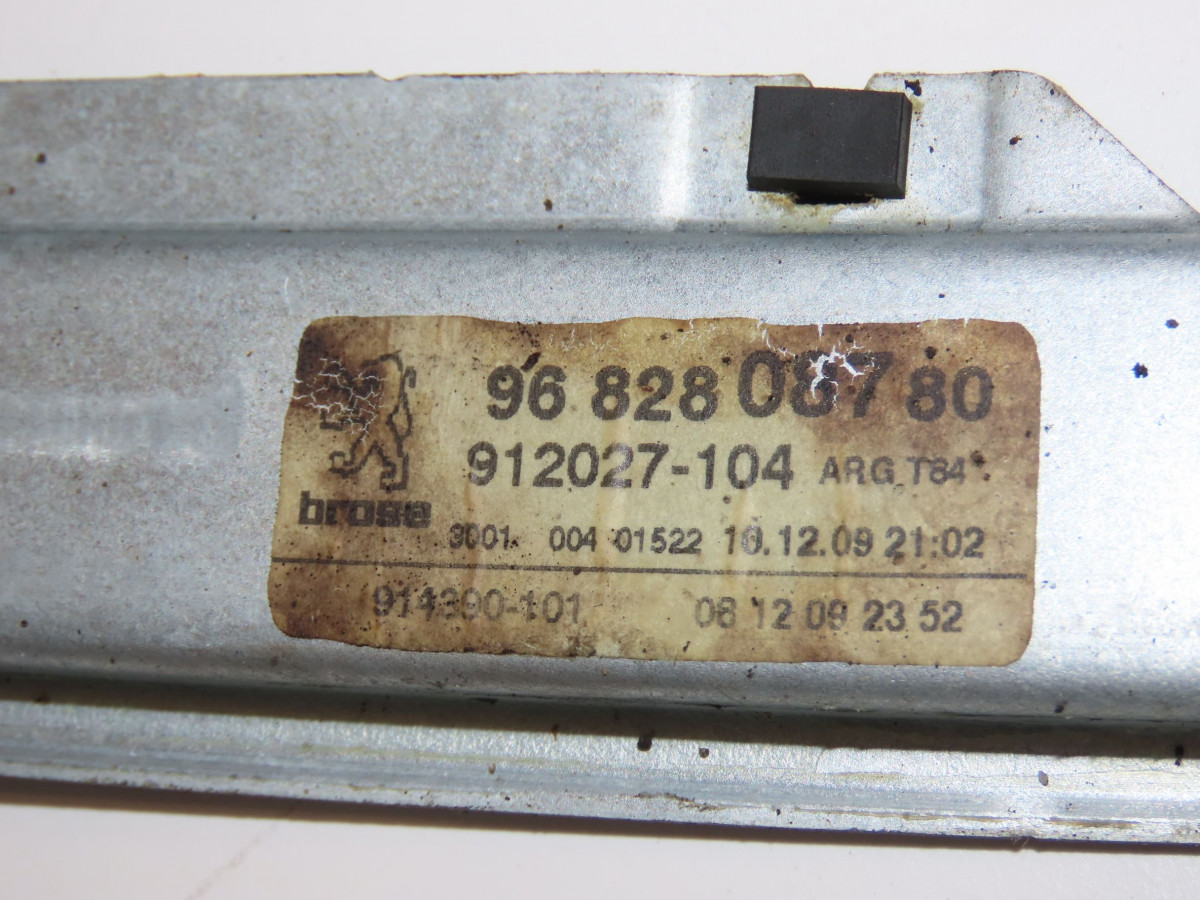 96 828 087 80
912027-104 ARG T84
brose
3001 004 01522 10.12.09 21:02
914390-101 08 12 09 23 52